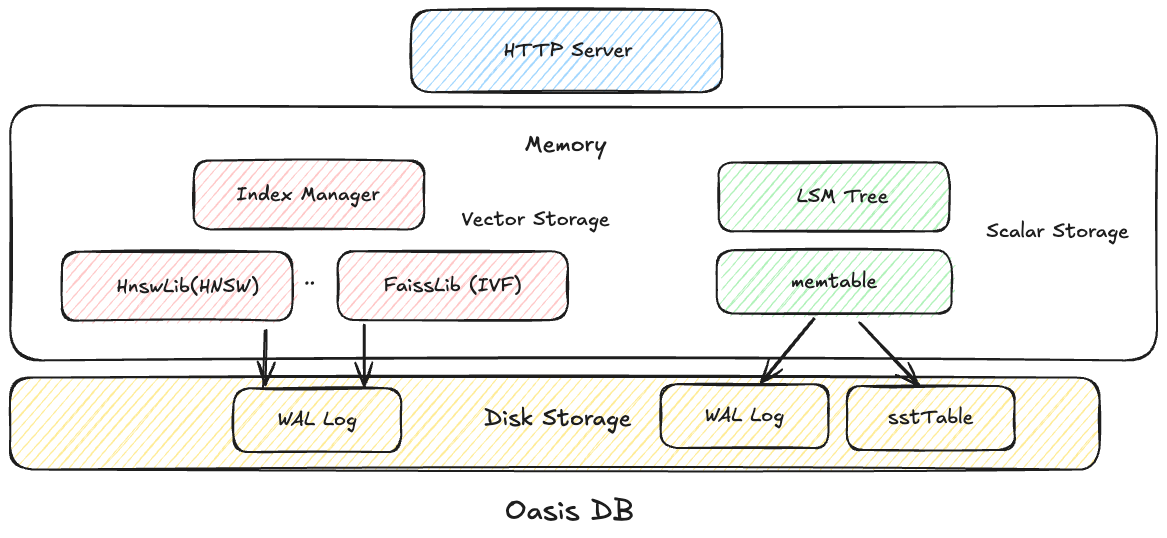 HTTP Server
Memory
Index Manager
LSM Tree
Vector Storage
Scalar Storage
HnswLib(HNSW)
..
FaissLib (IVF)
memtable
WAL Log
Disk Storage
WAL Log
sstTable
Oasis DB